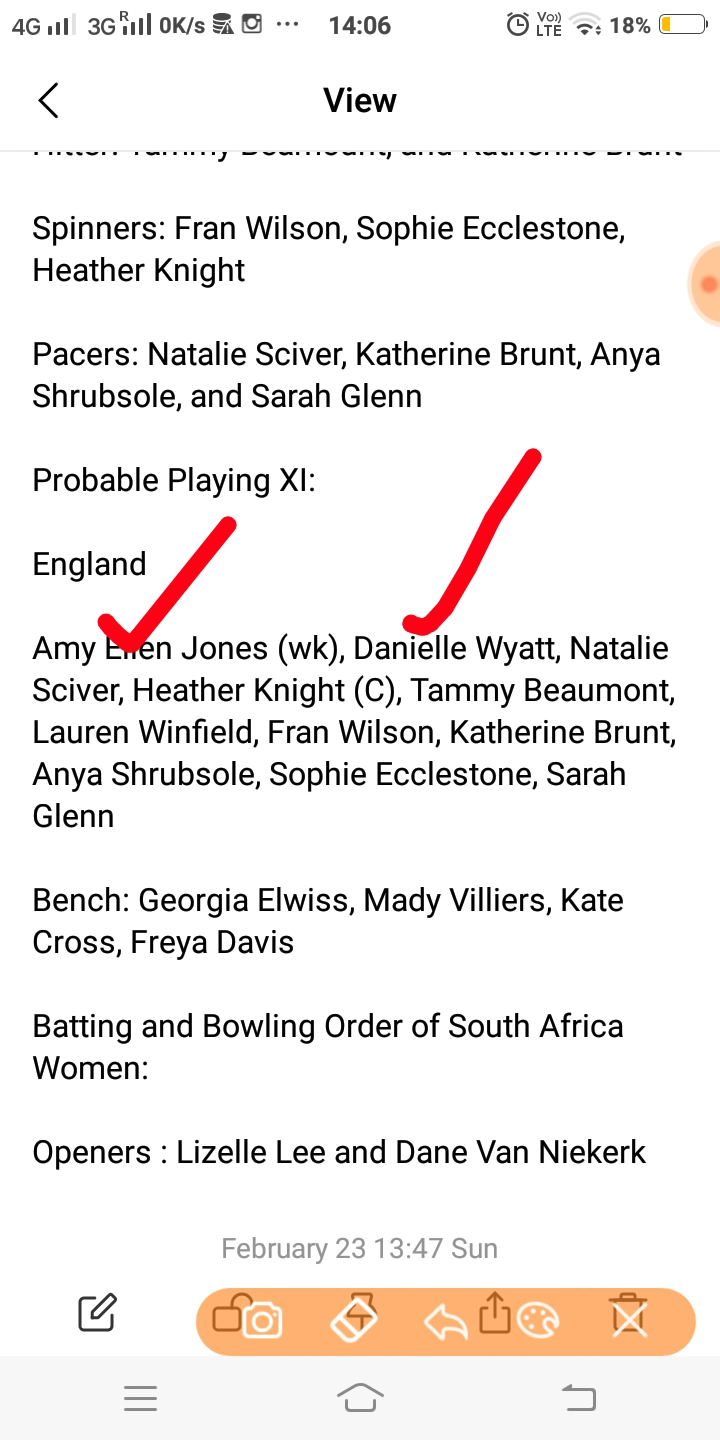 4G 3G R 0K/s 14:06 Vo)) LTE 18%
View
Spinners: Fran Wilson, Sophie Ecclestone,
Heather Knight
Pacers: Natalie Sciver, Katherine Brunt, Anya
Shrubsole, and Sarah Glenn
Probable Playing XI:
England
Amy Ellen Jones (wk), Danielle Wyatt, Natalie
Sciver, Heather Knight (C), Tammy Beaumont,
Lauren Winfield, Fran Wilson, Katherine Brunt,
Anya Shrubsole, Sophie Ecclestone, Sarah
Glenn
Bench: Georgia Elwiss, Mady Villiers, Kate
Cross, Freya Davis
Batting and Bowling Order of South Africa
Women:
Openers : Lizelle Lee and Dane Van Niekerk
February 23 13:47 Sun